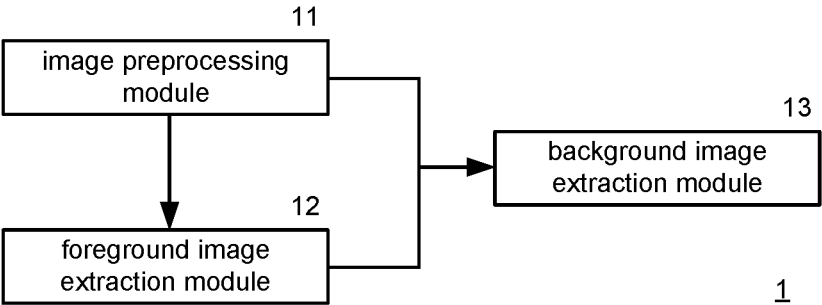 11
image preprocessing
module
13
background image
extraction module
12
foreground image
extraction module
1